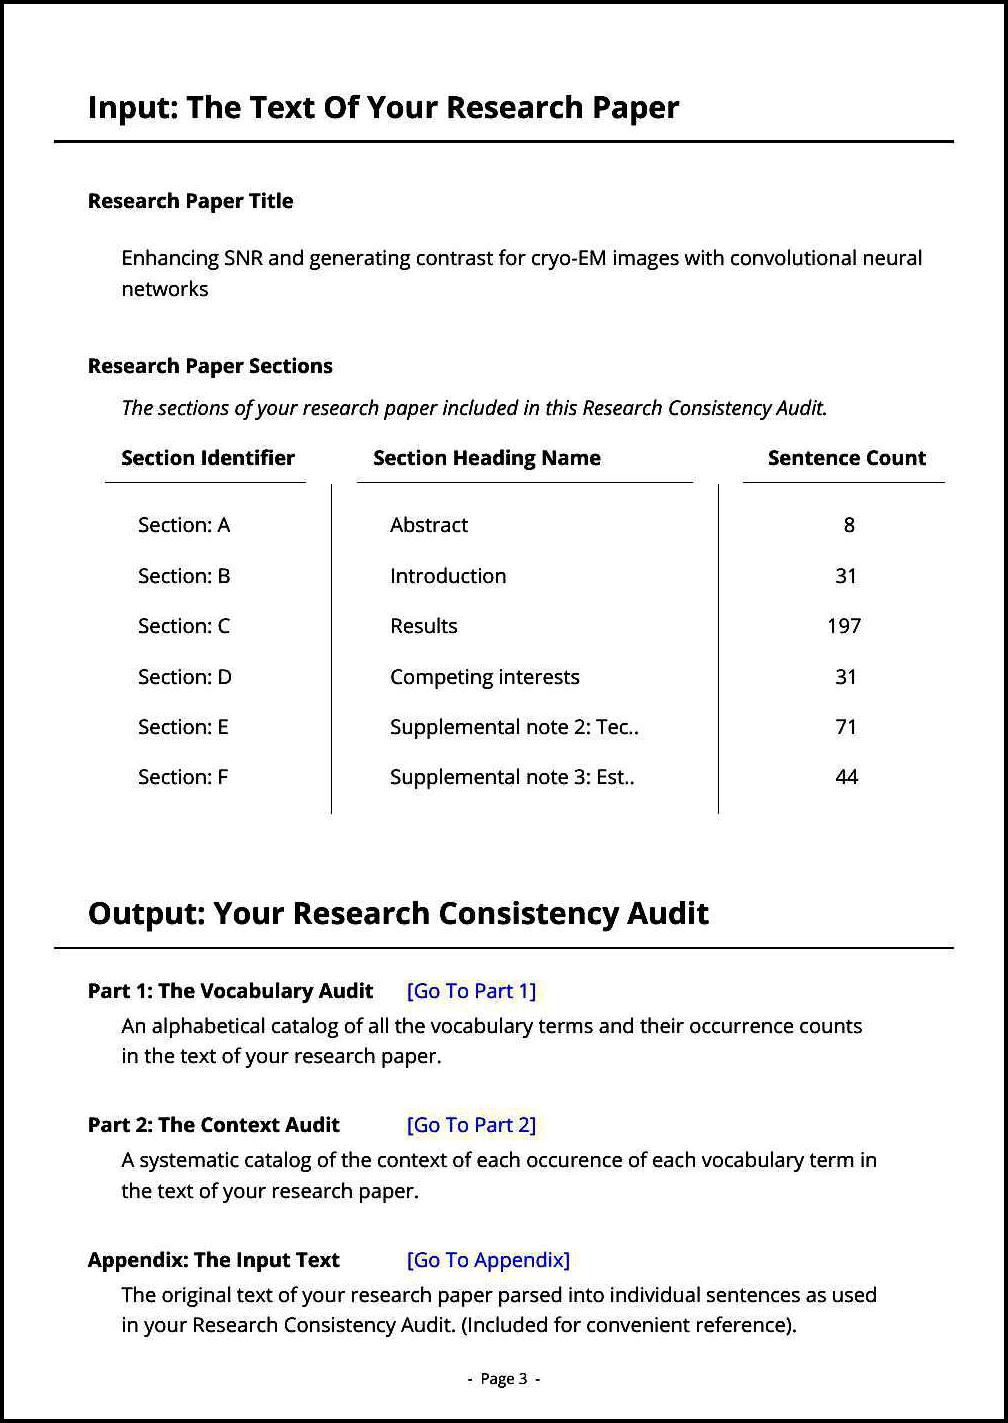 Input: The Text Of Your Research Paper
Research Paper Title
Enhancing SNR and generating contrast for cryo-EM images with convolutional neural
networks
Research Paper Sections
The sections of your research paper included in this Research Consistency Audit.
Section Identifier Section Heading Name Sentence Count
Section: A Abstract 8
Section: B Introduction 31
Section: C Results 197
Section: D Competing interests 31
Section: E Supplemental note 2: Tec.. 71
Section: F Supplemental note 3: Est.. 44
Output: Your Research Consistency Audit
Part 1: The Vocabulary Audit [Go To Part 1]
An alphabetical catalog of all the vocabulary terms and their occurrence counts
in the text of your research paper.
Part 2: The Context Audit [Go To Part 2]
A systematic catalog of the context of each occurence of each vocabulary term in
the text of your research paper.
Appendix: The Input Text [Go To Appendix]
The original text of your research paper parsed into individual sentences as used
in your Research Consistency Audit. (Included for convenient reference).
- Page 3 -